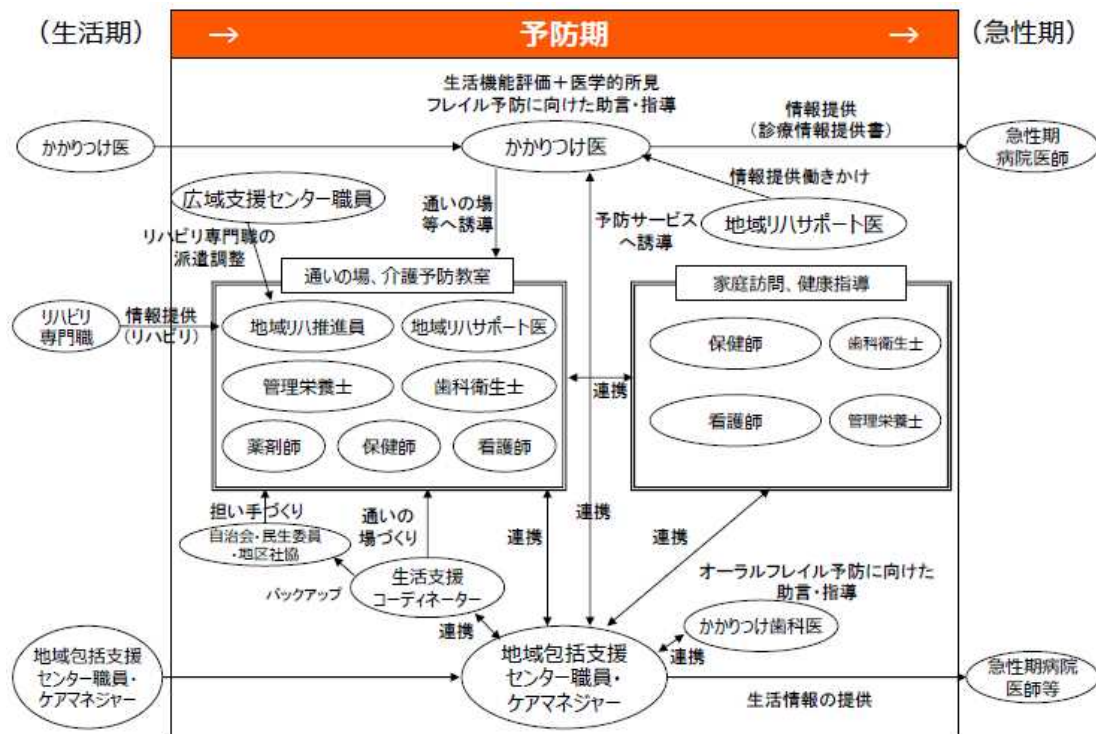 （生活期）
→ 予防期 →
（急性期）
生活機能評価＋医学的所見
フレイル予防に向けた助言・指導
かかりつけ医
かかりつけ医
情報提供
（診療情報提供書）
急性期
病院医師
情報提供働きかけ
広域支援センター職員
通いの場
等へ誘導
予防サービス
へ誘導
地域リハサポート医
リハビリ専門職の
派遣調整
通いの場、介護予防教室
家庭訪問、健康指導
リハビリ
専門職
情報提供
（リハビリ）
地域リハ推進員
地域リハサポート医
管理栄養士
歯科衛生士
薬剤師
保健師
看護師
連携
保健師
歯科衛生士
看護師
管理栄養士
担い手づくり
通いの
場づくり
連携
連携
連携
自治会・民生委員
・地区社協
バックアップ
生活支援
コーディネーター
オーラルフレイル予防に向けた
助言・指導
かかりつけ歯科医
連携
連携
地域包括支援
センター職員・
ケアマネジャー
地域包括支援
センター職員・
ケアマネジャー
生活情報の提供
急性期病院
医師等